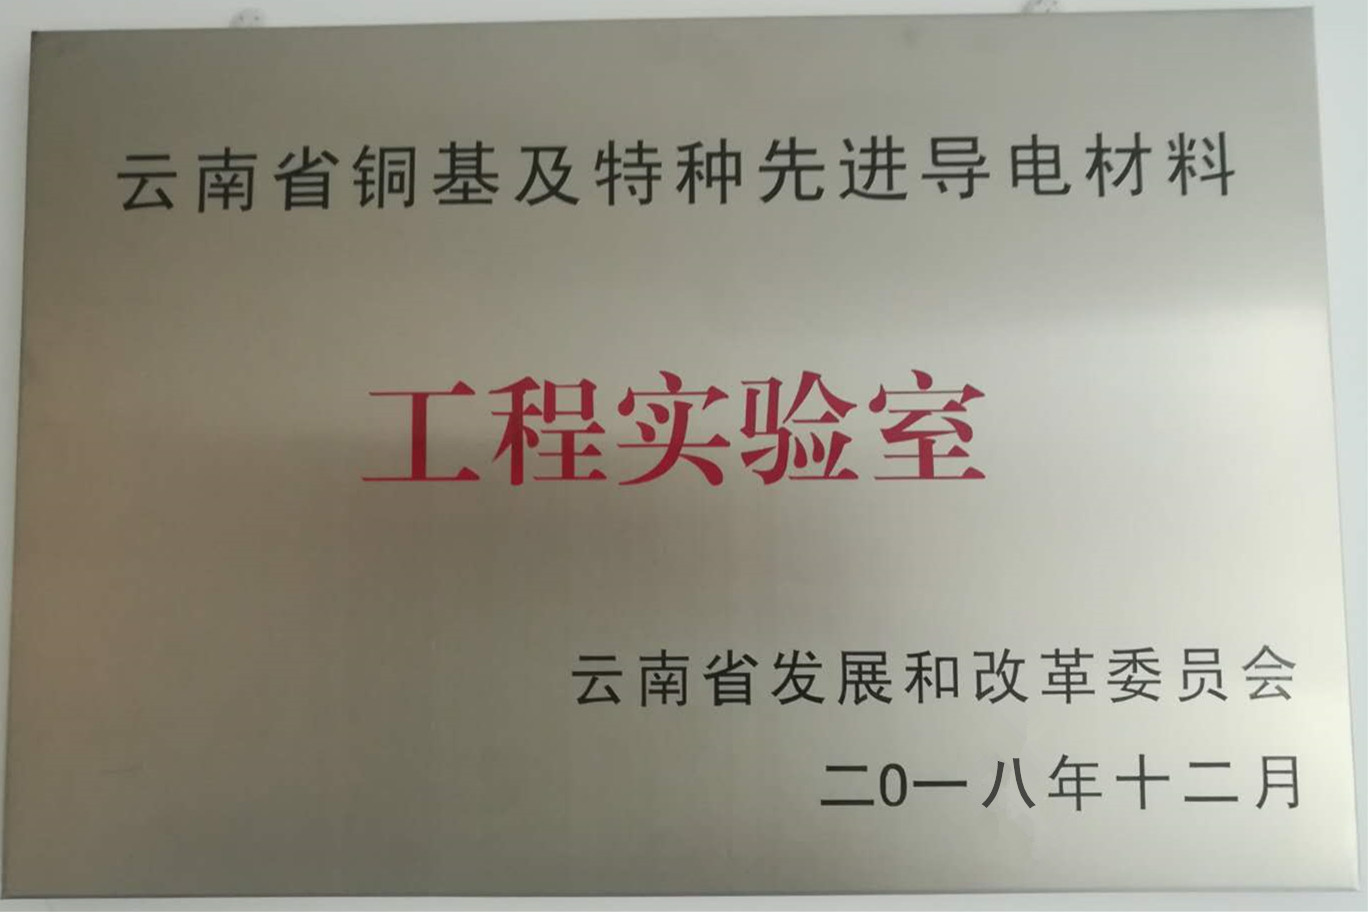 云南省铜基及特种先进导电材料
工程实验室
云南省发展和改革委员会
二0一八年十二月